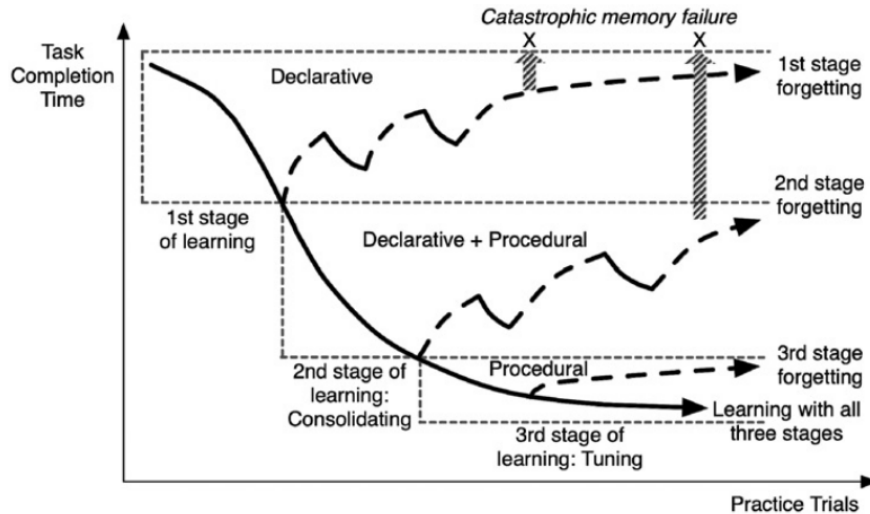 Catastrophic memory failure
X
X
Task
Completion
Time
Declarative
1st stage
forgetting
2nd stage
forgetting
1st stage
of learning
Declarative + Procedural
3rd stage
forgetting
Procedural
2nd stage of
learning:
Consolidating
Learning with all
three stages
3rd stage of
learning: Tuning
Practice Trials